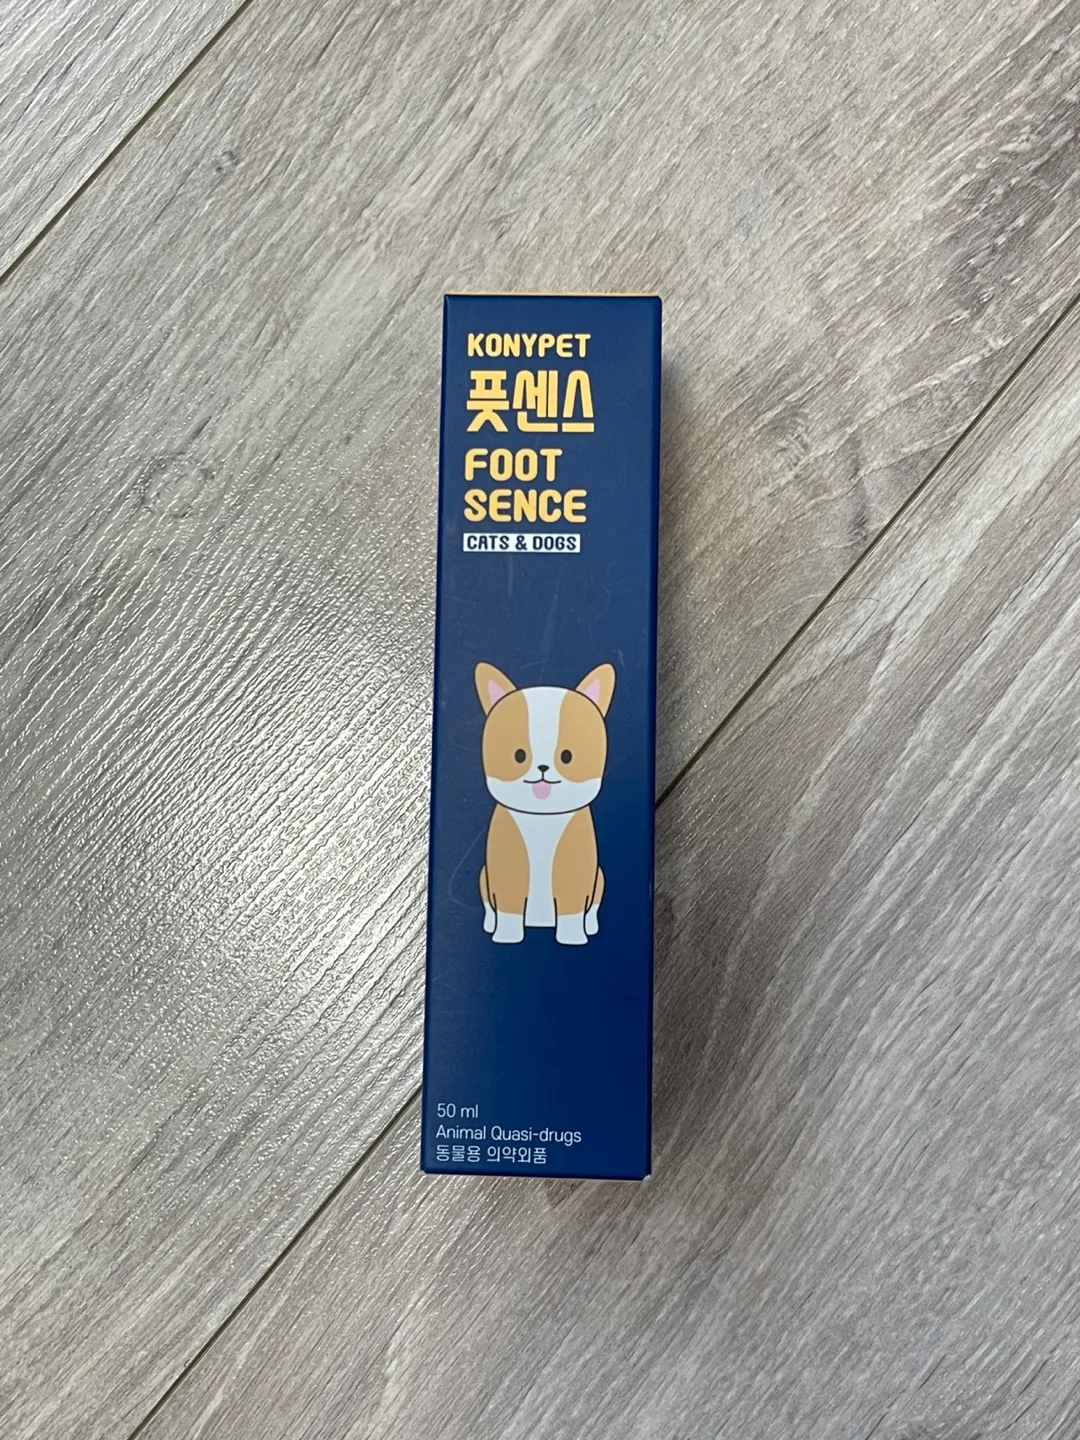 KONYPET
풋센스
FOOT
SENCE
CATS & DOGS
50 ml
Animal Quasi-drugs
동물용 의약외품